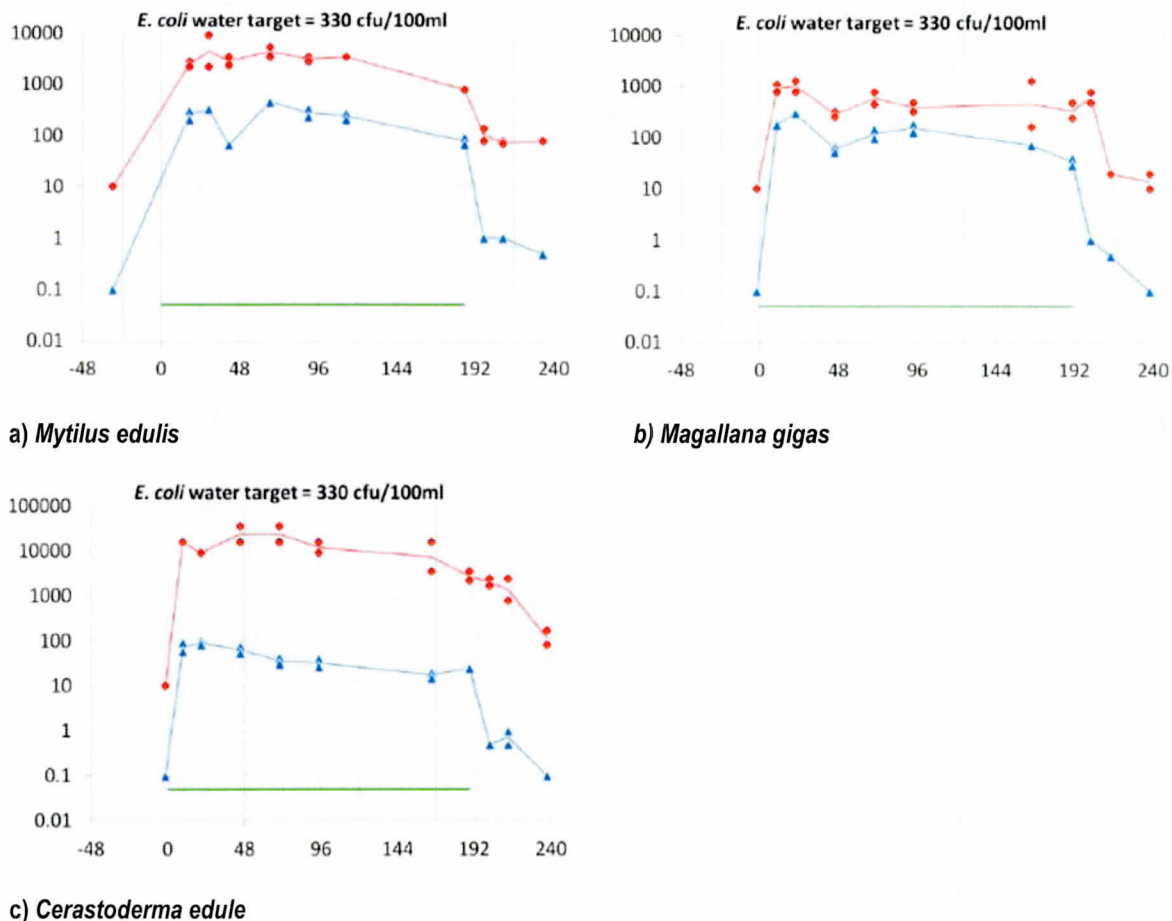 E. coli water target = 330 cfu/100ml
10000
1000
100
10
1
0.1
0.01
-48 0 48 96 144 192 240
a) Mytilus edulis
E. coli water target = 330 cfu/100ml
10000
1000
100
10
1
0.1
0.01
-48 0 48 96 144 192 240
b) Magallana gigas
E. coli water target = 330 cfu/100ml
100000
10000
1000
100
10
1
0.1
0.01
-48 0 48 96 144 192 240
c) Cerastoderma edule